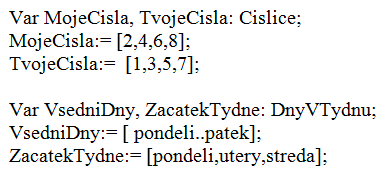 Var MojeCisla, TvojeCisla: Cislice;
MojeCisla:= [2,4,6,8];
TvojeCisla:= [1,3,5,7];
Var VsedniDny, ZacatekTydne: DnyVTydnu;
VsedniDny:= [ pondeli..patek];
ZacatekTydne:= [pondeli,utery,streda];